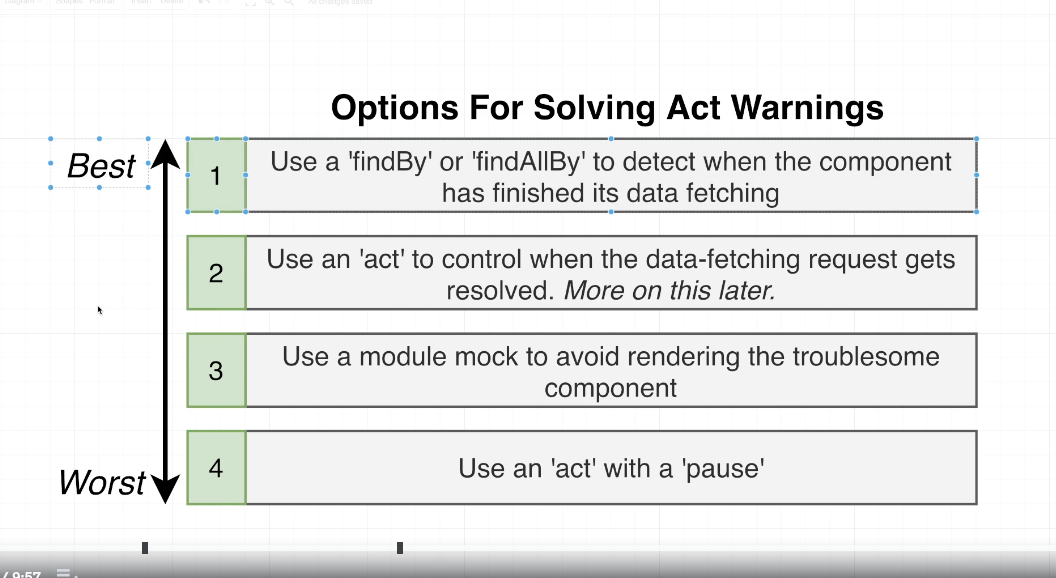 Options For Solving Act Warnings
Best
1
Use a 'findBy' or 'findAllBy' to detect when the component
has finished its data fetching
2
Use an 'act' to control when the data-fetching request gets
resolved. More on this later.
3
Use a module mock to avoid rendering the troublesome
component
4
Use an 'act' with a 'pause'
Worst
/ 9:57